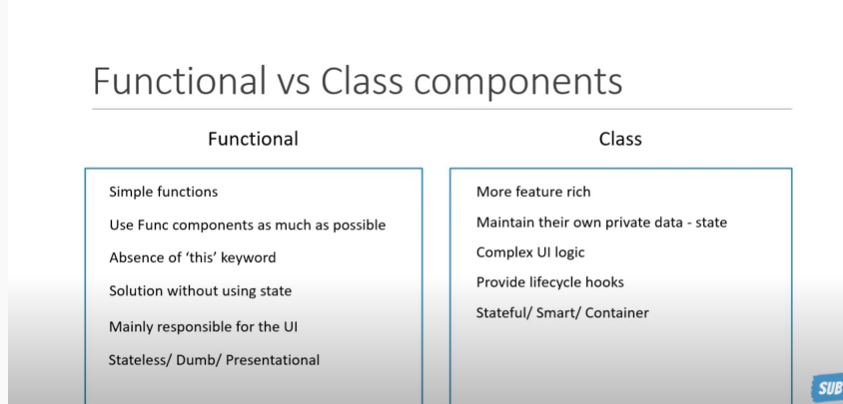 Functional vs Class components
Functional
Simple functions
Use Func components as much as possible
Absence of ‘this’ keyword
Solution without using state
Mainly responsible for the UI
Stateless/ Dumb/ Presentational
Class
More feature rich
Maintain their own private data - state
Complex UI logic
Provide lifecycle hooks
Stateful/ Smart/ Container
SUB